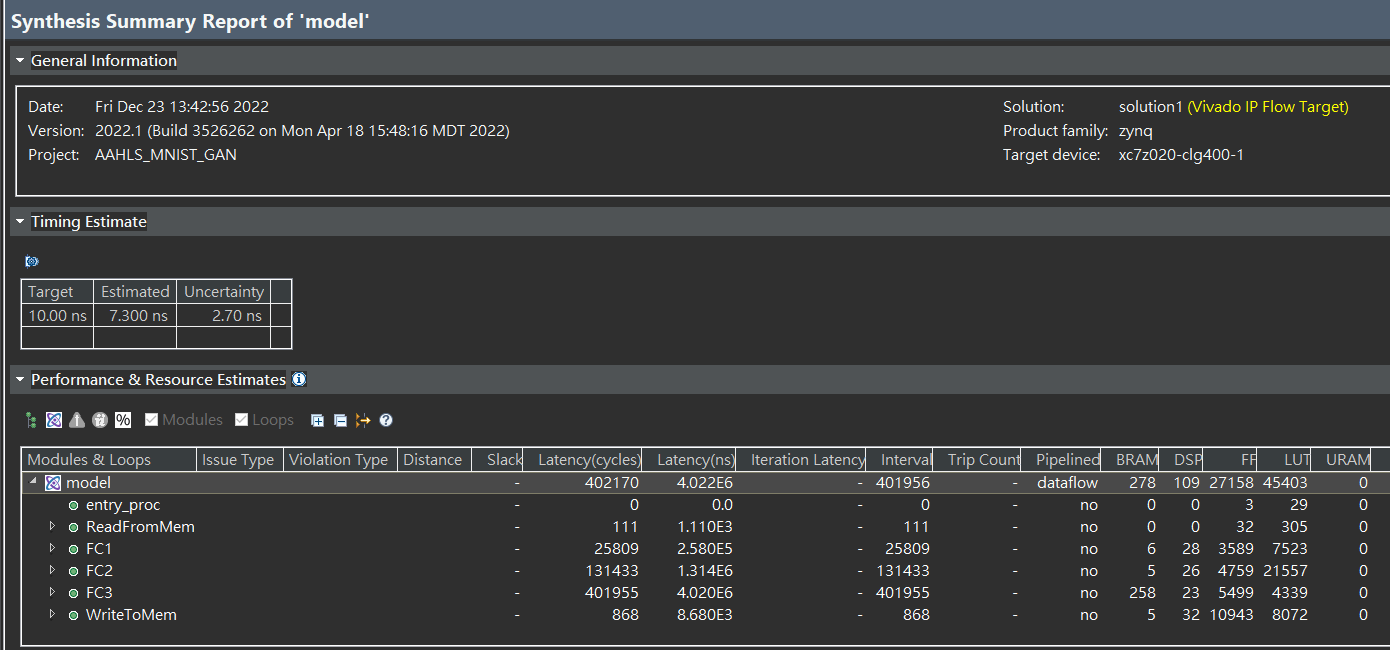 Synthesis Summary Report of 'model'
General Information
Date: Fri Dec 23 13:42:56 2022 Solution: solution1 (Vivado IP Flow Target)
Version: 2022.1 (Build 3526262 on Mon Apr 18 15:48:16 MDT 2022) Product family: zynq
Project: AAHLS_MNIST_GAN Target device: xc7z020-clg400-1
Timing Estimate
Target Estimated Uncertainty
10.00 ns 7.300 ns 2.70 ns
Performance & Resource Estimates
% Modules Loops
Modules & Loops Issue Type Violation Type Distance Slack Latency(cycles) Latency(ns) Iteration Latency Interval Trip Count Pipelined BRAM DSP FF LUT URAM
model - 402170 4.022E6 - 401956 - dataflow 278 109 27158 45403 0
entry_proc - 0 0.0 - 0 - no 0 0 3 29 0
ReadFromMem - 111 1.110E3 - 111 - no 0 0 32 305 0
FC1 - 25809 2.580E5 - 25809 - no 6 28 3589 7523 0
FC2 - 131433 1.314E6 - 131433 - no 5 26 4759 21557 0
FC3 - 401955 4.020E6 - 401955 - no 258 23 5499 4339 0
WriteToMem - 868 8.680E3 - 868 - no 5 32 10943 8072 0